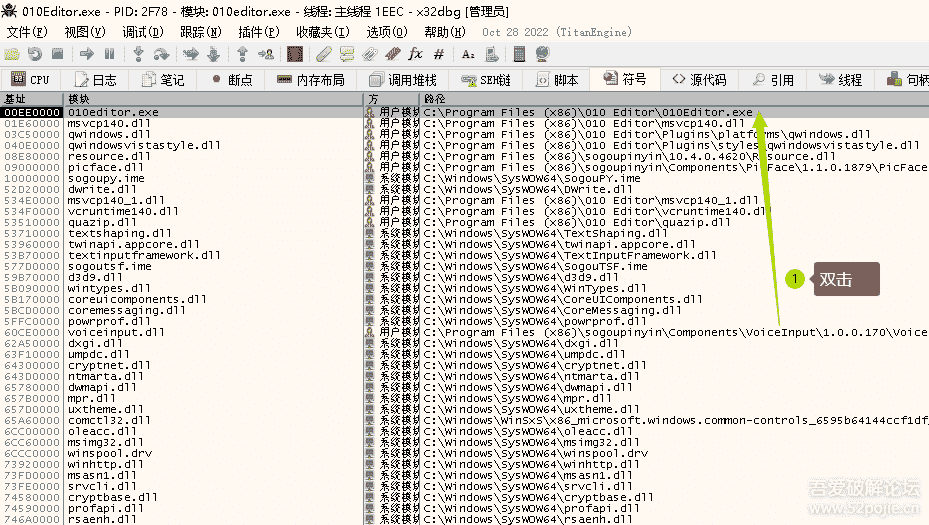 010Editor.exe - PID: 2F78 - 模块: 010editor.exe - 线程: 主线程 1EEC - x32dbg [管理员]
文件(F) 视图(V) 调试(D) 跟踪(N) 插件(P) 收藏夹(I) 选项(O) 帮助(H) Oct 28 2022 (TitanEngine)
CPU 日志 笔记 断点 内存布局 调用堆栈 SEH链 脚本 符号 源代码 引用 线程 句柄
基址 模块 方 路径
00EE0000 010editor.exe 用户模块 C:\Program Files (x86)\010 Editor\010Editor.exe
01E60000 msvcp140.dll 用户模块 C:\Program Files (x86)\010 Editor\msvcp140.dll
03C50000 qwindows.dll 用户模块 C:\Program Files (x86)\010 Editor\Plugins\platforms\qwindows.dll
040E0000 qwindowsvistastyle.dll 用户模块 C:\Program Files (x86)\010 Editor\Plugins\styles\qwindowsvistastyle.dll
08E80000 resource.dll 用户模块 C:\Program Files (x86)\sogoupinyin\10.4.0.4620\Resource.dll
09000000 picface.dll 用户模块 C:\Program Files (x86)\sogoupinyin\Components\PicFace\1.1.0.1879\PicFace
10000000 sogoupy.ime 系统模块 C:\Windows\SysWOW64\SogouPY.ime
52D20000 dwrite.dll 系统模块 C:\Windows\SysWOW64\DWrite.dll
534E0000 msvcp140_1.dll 用户模块 C:\Program Files (x86)\010 Editor\msvcp140_1.dll
534F0000 vcruntime140.dll 用户模块 C:\Program Files (x86)\010 Editor\vcruntime140.dll
53510000 quazip.dll 用户模块 C:\Program Files (x86)\010 Editor\quazip.dll
53710000 textshaping.dll 系统模块 C:\Windows\SysWOW64\TextShaping.dll
53960000 twinapi.appcore.dll 系统模块 C:\Windows\SysWOW64\twinapi.appcore.dll
53B70000 textinputframework.dll 系统模块 C:\Windows\SysWOW64\TextInputFramework.dll
577D0000 sogoutsf.ime 系统模块 C:\Windows\SysWOW64\SogouTSF.ime
59B70000 d3d9.dll 系统模块 C:\Windows\SysWOW64\d3d9.dll
5B090000 wintypes.dll 系统模块 C:\Windows\SysWOW64\WinTypes.dll
5B170000 coreuicomponents.dll 系统模块 C:\Windows\SysWOW64\CoreUIComponents.dll
5BCD0000 coremessaging.dll 系统模块 C:\Windows\SysWOW64\CoreMessaging.dll
5FFC0000 powrprof.dll 系统模块 C:\Windows\SysWOW64\powrprof.dll
60CE0000 voiceinput.dll 用户模块 C:\Program Files (x86)\sogoupinyin\Components\VoiceInput\1.0.0.170\Voice
62A50000 dxgi.dll 系统模块 C:\Windows\SysWOW64\dxgi.dll
63F10000 umpdc.dll 系统模块 C:\Windows\SysWOW64\umpdc.dll
64300000 cryptnet.dll 系统模块 C:\Windows\SysWOW64\cryptnet.dll
64D00000 ntmarta.dll 系统模块 C:\Windows\SysWOW64\ntmarta.dll
65780000 dwmapi.dll 系统模块 C:\Windows\SysWOW64\dwmapi.dll
657B0000 mpr.dll 系统模块 C:\Windows\SysWOW64\mpr.dll
657D0000 uxtheme.dll 系统模块 C:\Windows\SysWOW64\uxtheme.dll
65A60000 comctl32.dll 系统模块 C:\Windows\WinSxS\x86_microsoft.windows.common-controls_6595b64144ccf1df_
6CC00000 oleacc.dll 系统模块 C:\Windows\SysWOW64\oleacc.dll
6CC60000 msimg32.dll 系统模块 C:\Windows\SysWOW64\msimg32.dll
6CCC0000 winspool.drv 系统模块 C:\Windows\SysWOW64\winspool.drv
73920000 winhttp.dll 系统模块 C:\Windows\SysWOW64\winhttp.dll
73FD0000 msasn1.dll 系统模块 C:\Windows\SysWOW64\msasn1.dll
73FE0000 srvcli.dll 系统模块 C:\Windows\SysWOW64\srvcli.dll
74580000 cryptbase.dll 系统模块 C:\Windows\SysWOW64\cryptbase.dll
74590000 profapi.dll 系统模块 C:\Windows\SysWOW64\profapi.dll
746A0000 rsaenh.dll 系统模块 C:\Windows\SysWOW64\rsaenh.dll
1 双击
吾爱破解论坛
www.52pojie.cn